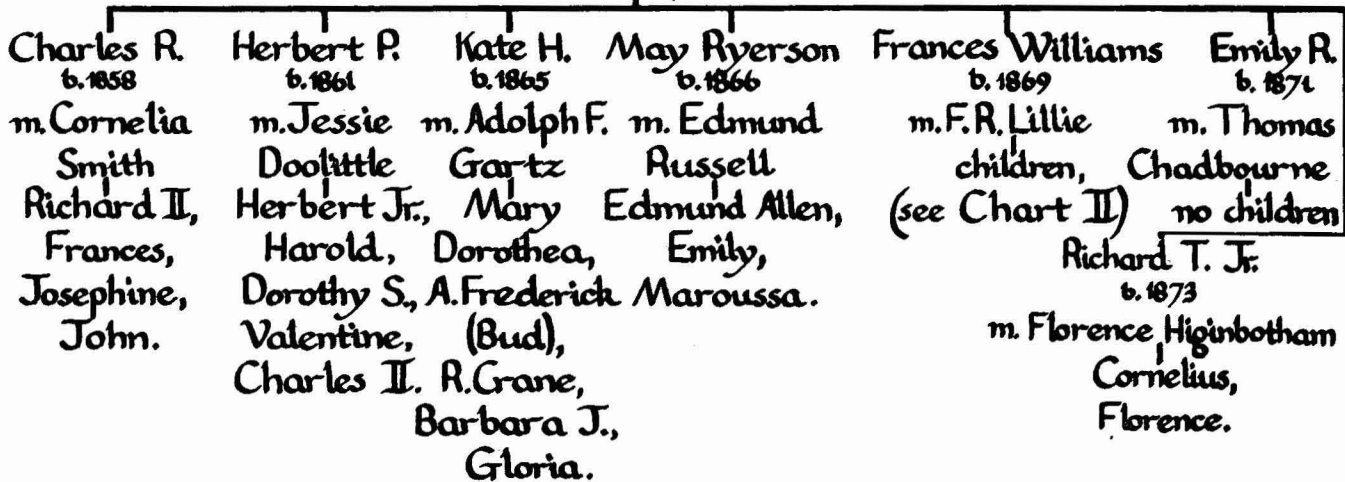 Charles R.
b. 1858
m. Cornelia
Smith
Richard II,
Frances,
Josephine,
John.
Herbert P.
b. 1861
m. Jessie
Doolittle
Herbert Jr.,
Harold,
Dorothy S.,
Valentine,
Charles II.
Kate H.
b. 1865
m. Adolph F.
Gartz
Mary
Dorothea,
A. Frederick
(Bud),
R. Crane,
Barbara J.,
Gloria.
May Ryerson
b. 1866
m. Edmund
Russell
Edmund Allen,
Emily,
Maroussa.
Frances Williams
b. 1869
m. F. R. Lillie
children,
(see Chart II)
Emily R.
b. 1871
m. Thomas
Chadbourne
no children
Richard T. Jr.
b. 1873
m. Florence Higinbotham
Cornelius,
Florence.